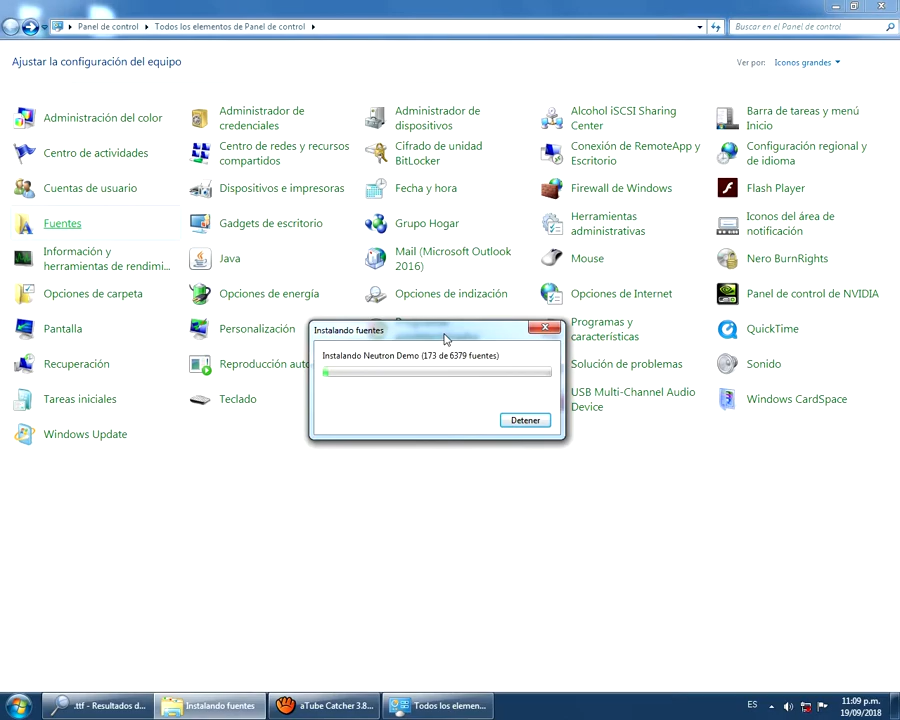 Panel de control
Todos los elementos de Panel de control
Buscar en el Panel de control
Ajustar la configuración del equipo
Ver por:
Iconos grandes
Administración del color
Administrador de
credenciales
Administrador de
dispositivos
Alcohol iSCSI Sharing
Center
Barra de tareas y menú
Inicio
Centro de actividades
Centro de redes y recursos
compartidos
Cifrado de unidad
BitLocker
Conexión de RemoteApp y
Escritorio
Configuración regional y
de idioma
Cuentas de usuario
Dispositivos e impresoras
Fecha y hora
Firewall de Windows
Flash Player
Fuentes
Gadgets de escritorio
Grupo Hogar
Herramientas
administrativas
Iconos del área de
notificación
Información y
herramientas de rendimi...
Java
Mail (Microsoft Outlook
2016)
Mouse
Nero BurnRights
Opciones de carpeta
Opciones de energía
Opciones de indización
Opciones de Internet
Panel de control de NVIDIA
Pantalla
Personalización
Programas y
características
QuickTime
Recuperación
Reproducción auto
Solución de problemas
Sonido
Tareas iniciales
Teclado
USB Multi-Channel Audio
Device
Windows CardSpace
Windows Update
Instalando fuentes
Instalando Neutron Demo (173 de 6379 fuentes)
Detener
.ttf - Resultados d...
Instalando fuentes
aTube Catcher 3.8...
Todos los elemen...
ES
11:09 p.m.
19/09/2018